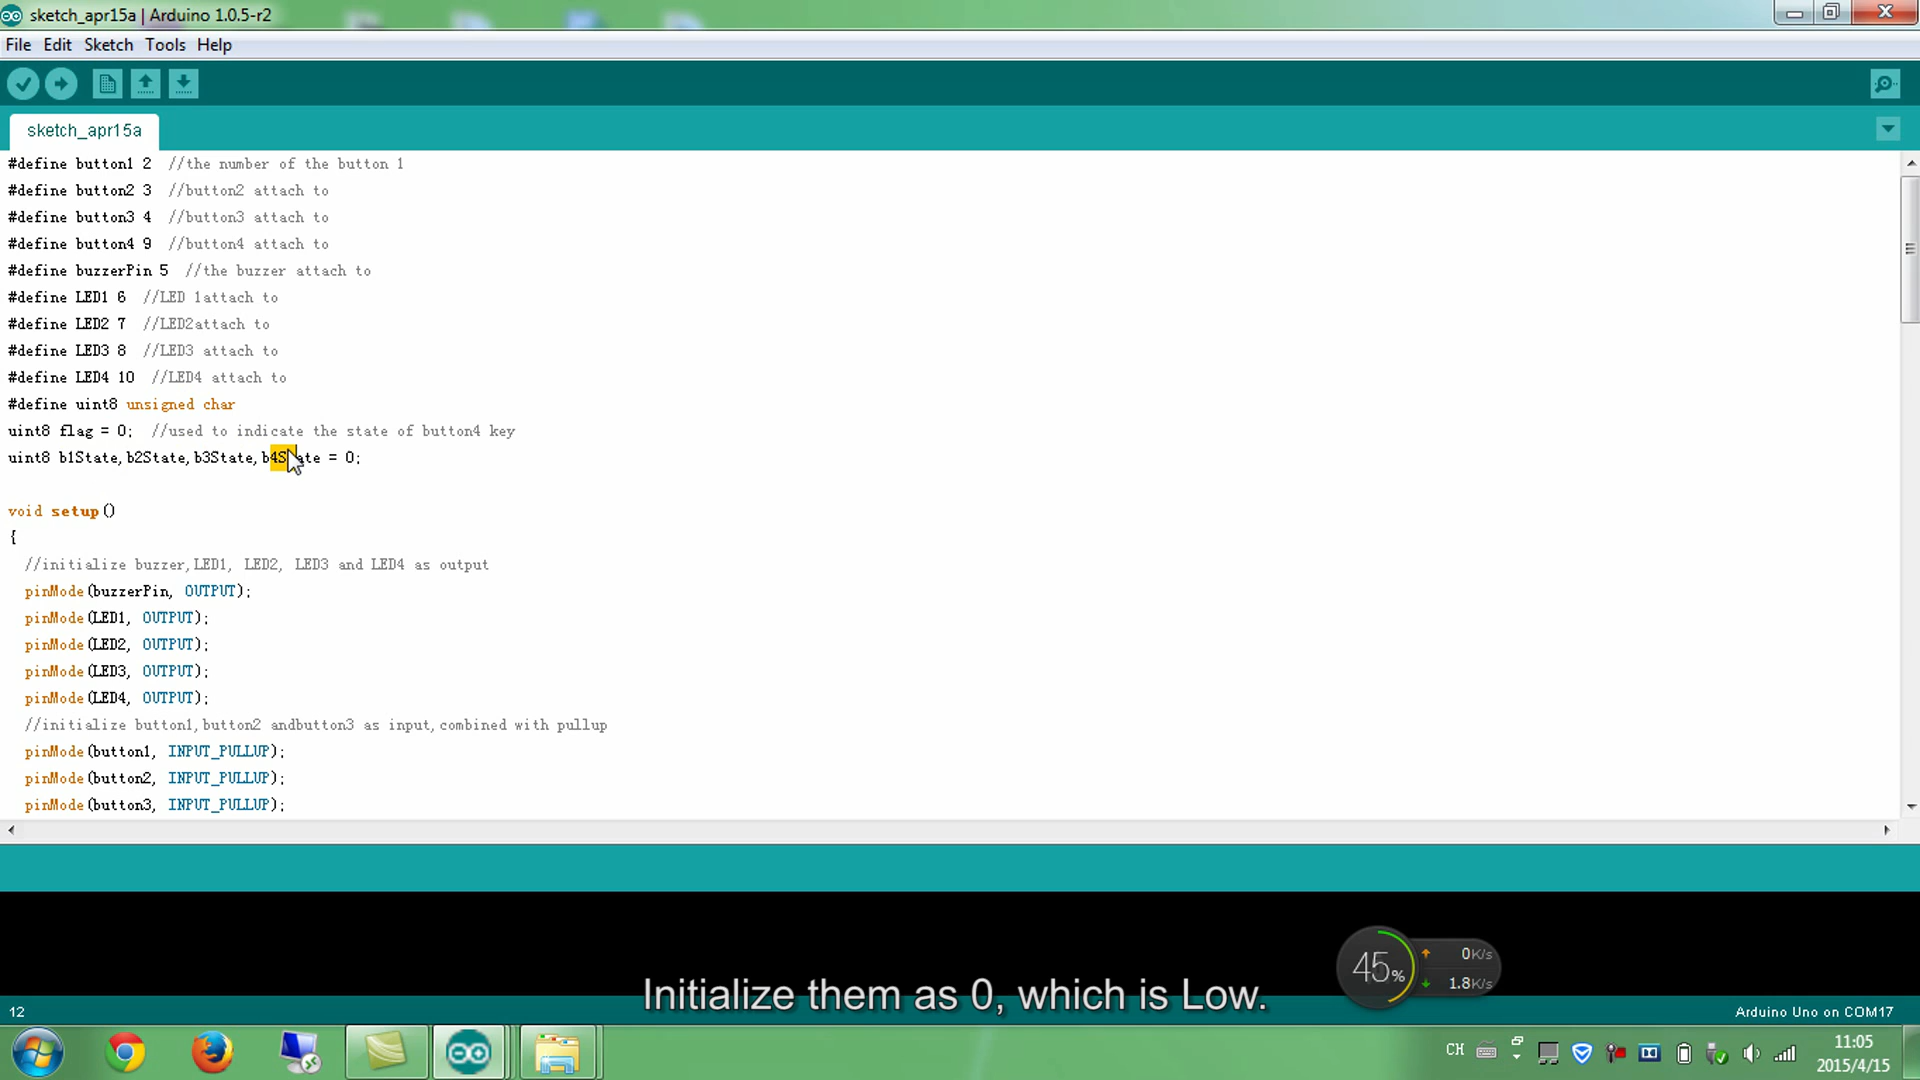 sketch_apr15a | Arduino 1.0.5-r2
File Edit Sketch Tools Help
sketch_apr15a
#define button1 2 //the number of the button 1
#define button2 3 //button2 attach to
#define button3 4 //button3 attach to
#define button4 9 //button4 attach to
#define buzzerPin 5 //the buzzer attach to
#define LED1 6 //LED 1attach to
#define LED2 7 //LED2attach to
#define LED3 8 //LED3 attach to
#define LED4 10 //LED4 attach to
#define uint8 unsigned char
uint8 flag = 0; //used to indicate the state of button4 key
uint8 b1State,b2State,b3State,b4State = 0;
void setup()
{
//initialize buzzer,LED1, LED2, LED3 and LED4 as output
pinMode(buzzerPin, OUTPUT);
pinMode(LED1, OUTPUT);
pinMode(LED2, OUTPUT);
pinMode(LED3, OUTPUT);
pinMode(LED4, OUTPUT);
//initialize button1,button2 andbutton3 as input,combined with pullup
pinMode(button1, INPUT_PULLUP);
pinMode(button2, INPUT_PULLUP);
pinMode(button3, INPUT_PULLUP);
45%
0K/s
1.8K/s
Initialize them as 0, which is Low.
12
Arduino Uno on COM17
CH
11:05
2015/4/15